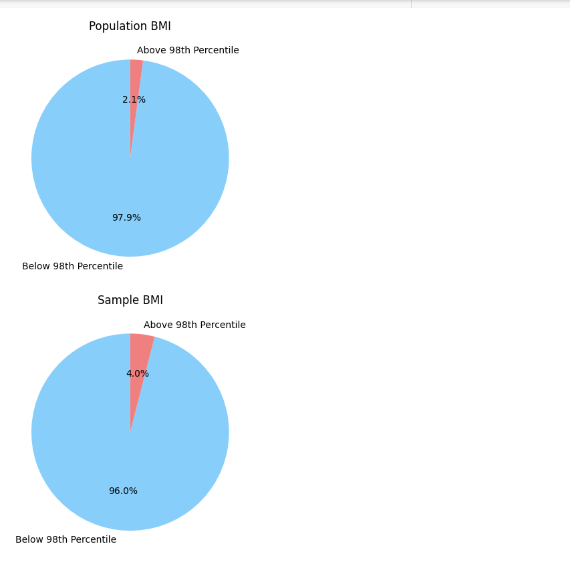 Population BMI
Above 98th Percentile
2.1%
97.9%
Below 98th Percentile
Sample BMI
Above 98th Percentile
4.0%
96.0%
Below 98th Percentile